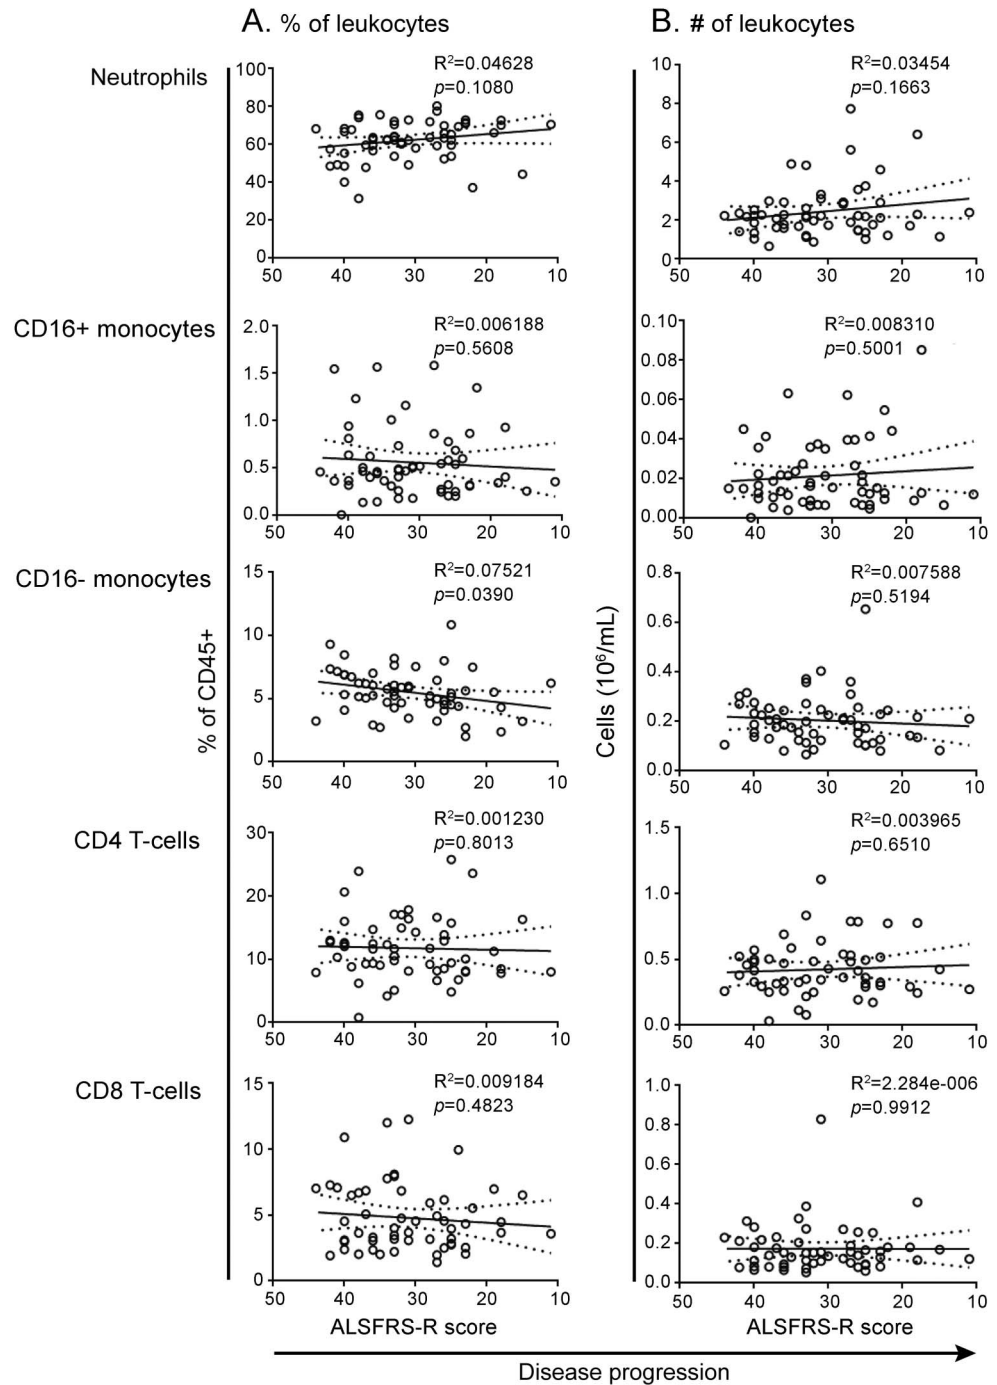 A. % of leukocytes
B. # of leukocytes
Neutrophils
R²=0.04628
p=0.1080
100
80
60
40
20
0
50 40 30 20 10
R²=0.03454
p=0.1663
10
8
6
4
2
0
50 40 30 20 10
CD16+ monocytes
R²=0.006188
p=0.5608
2.0
1.5
1.0
0.5
0.0
50 40 30 20 10
R²=0.008310
p=0.5001
0.10
0.08
0.06
0.04
0.02
0.00
50 40 30 20 10
CD16- monocytes
R²=0.07521
p=0.0390
15
10
5
0
50 40 30 20 10
R²=0.007588
p=0.5194
0.8
0.6
0.4
0.2
0.0
50 40 30 20 10
% of CD45+
Cells (10⁶/mL)
CD4 T-cells
R²=0.001230
p=0.8013
30
20
10
0
50 40 30 20 10
R²=0.003965
p=0.6510
1.5
1.0
0.5
0.0
50 40 30 20 10
CD8 T-cells
R²=0.009184
p=0.4823
15
10
5
0
50 40 30 20 10
R²=2.284e-006
p=0.9912
1.0
0.8
0.6
0.4
0.2
0.0
50 40 30 20 10
ALSFRS-R score
ALSFRS-R score
Disease progression